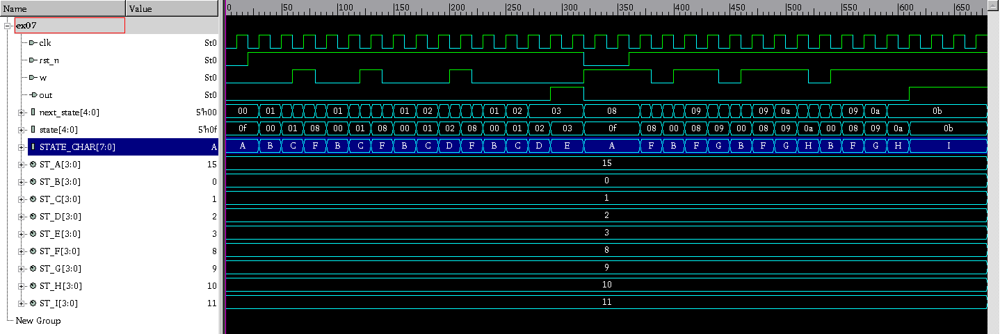 Name Value 0 50 100 150 200 250 300 350 400 450 500 550 600 650
ex07
clk St0
rst_n St0
w St0
out St0
next_state[4:0] 5'h00 00 01 01 01 02 01 02 03 08 09 09 0a 09 0a 0b
state[4:0] 5'h0f 0f 00 01 08 00 01 08 00 01 02 08 00 01 02 03 0f 08 00 08 09 00 08 09 0a 00 08 09 0a 0b
STATE_CHAR[7:0] A A B C F B C F B C D F B C D E A F B F G B F G H B F G H I
ST_A[3:0] 15 15
ST_B[3:0] 0 0
ST_C[3:0] 1 1
ST_D[3:0] 2 2
ST_E[3:0] 3 3
ST_F[3:0] 8 8
ST_G[3:0] 9 9
ST_H[3:0] 10 10
ST_I[3:0] 11 11
New Group